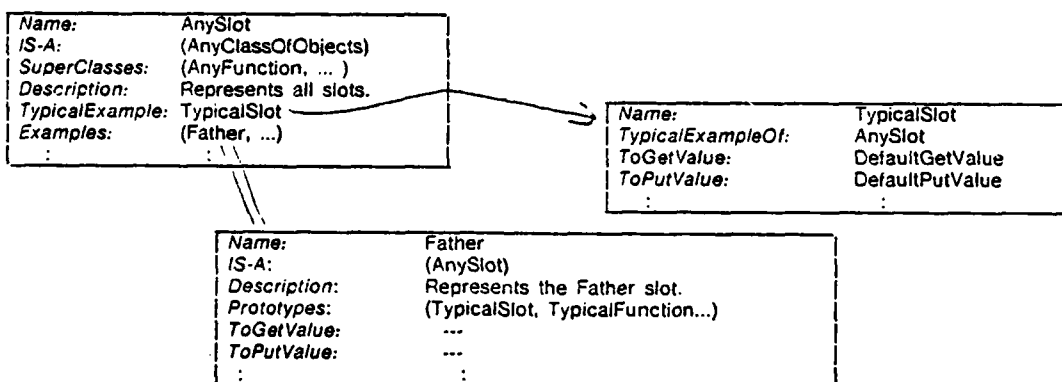 Name: AnySlot
IS-A: (AnyClassOfObjects)
SuperClasses: (AnyFunction, ... )
Description: Represents all slots.
TypicalExample: TypicalSlot
Examples: (Father, ...)
: :
Name: TypicalSlot
TypicalExampleOf: AnySlot
ToGetValue: DefaultGetValue
ToPutValue: DefaultPutValue
: :
Name: Father
IS-A: (AnySlot)
Description: Represents the Father slot.
Prototypes: (TypicalSlot, TypicalFunction...)
ToGetValue: ---
ToPutValue: ---
: :